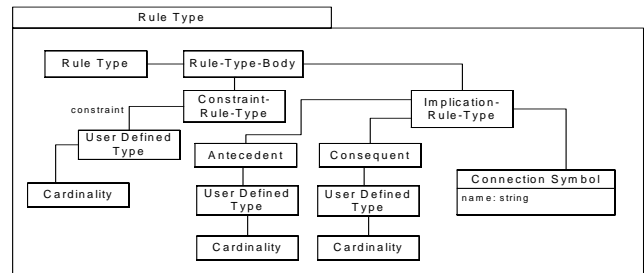 Rule Type
Rule Type
Rule-Type-Body
Constraint-
Rule-Type
Implication-
Rule-Type
constraint
User Defined
Type
Antecedent
Consequent
Connection Symbol
name: string
Cardinality
User Defined
Type
User Defined
Type
Cardinality
Cardinality